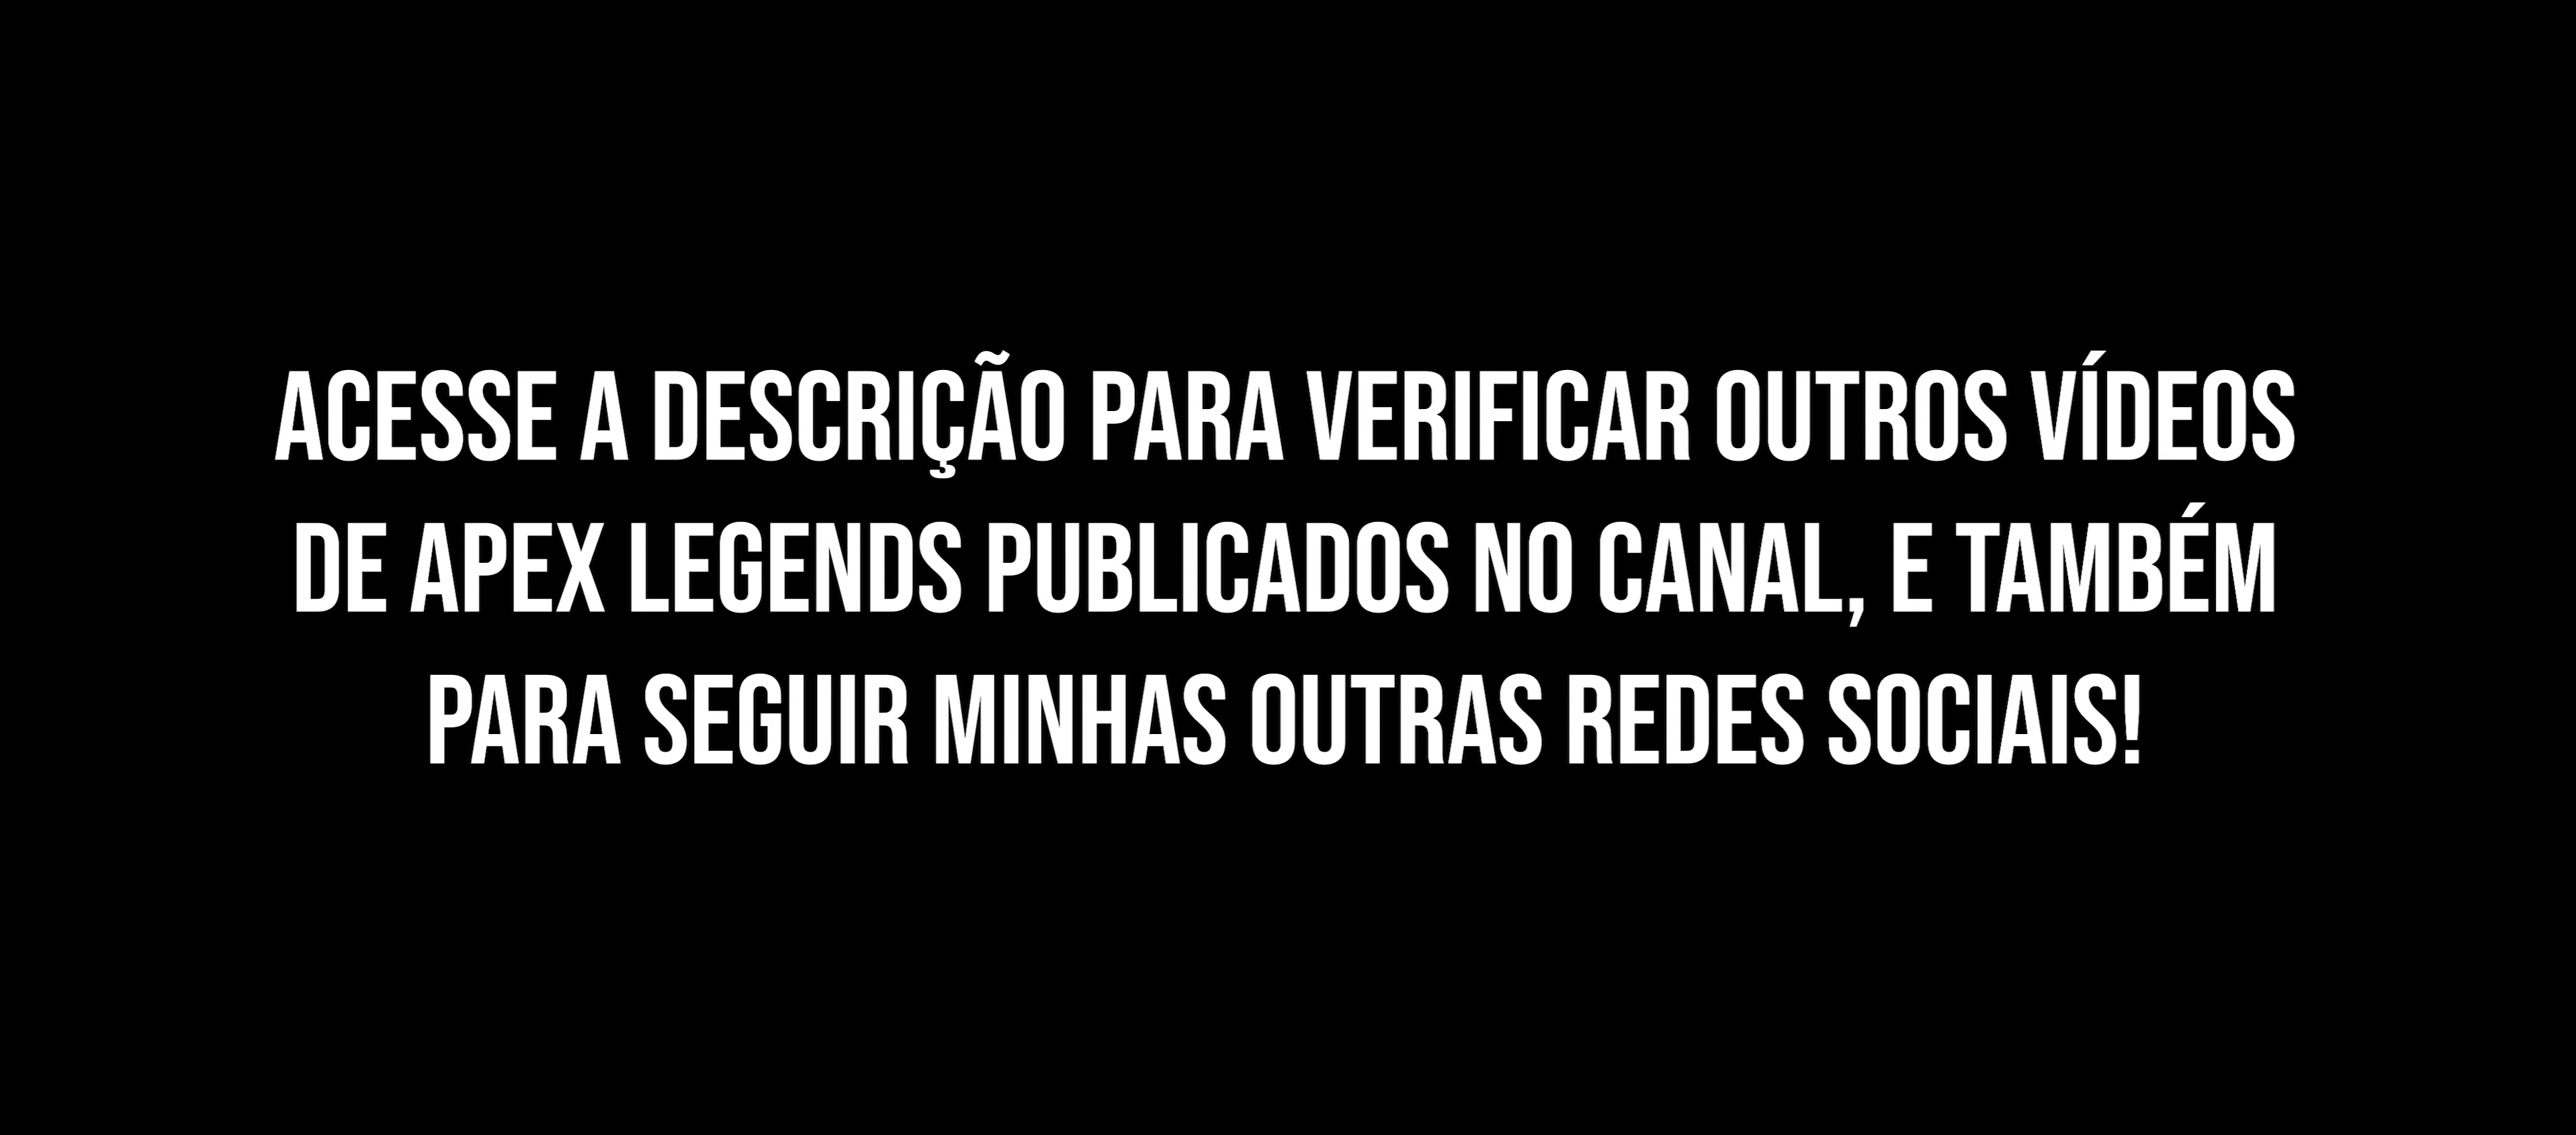 ACESSE A DESCRIÇÃO PARA VERIFICAR OUTROS VÍDEOS
DE APEX LEGENDS PUBLICADOS NO CANAL, E TAMBÉM
PARA SEGUIR MINHAS OUTRAS REDES SOCIAIS!